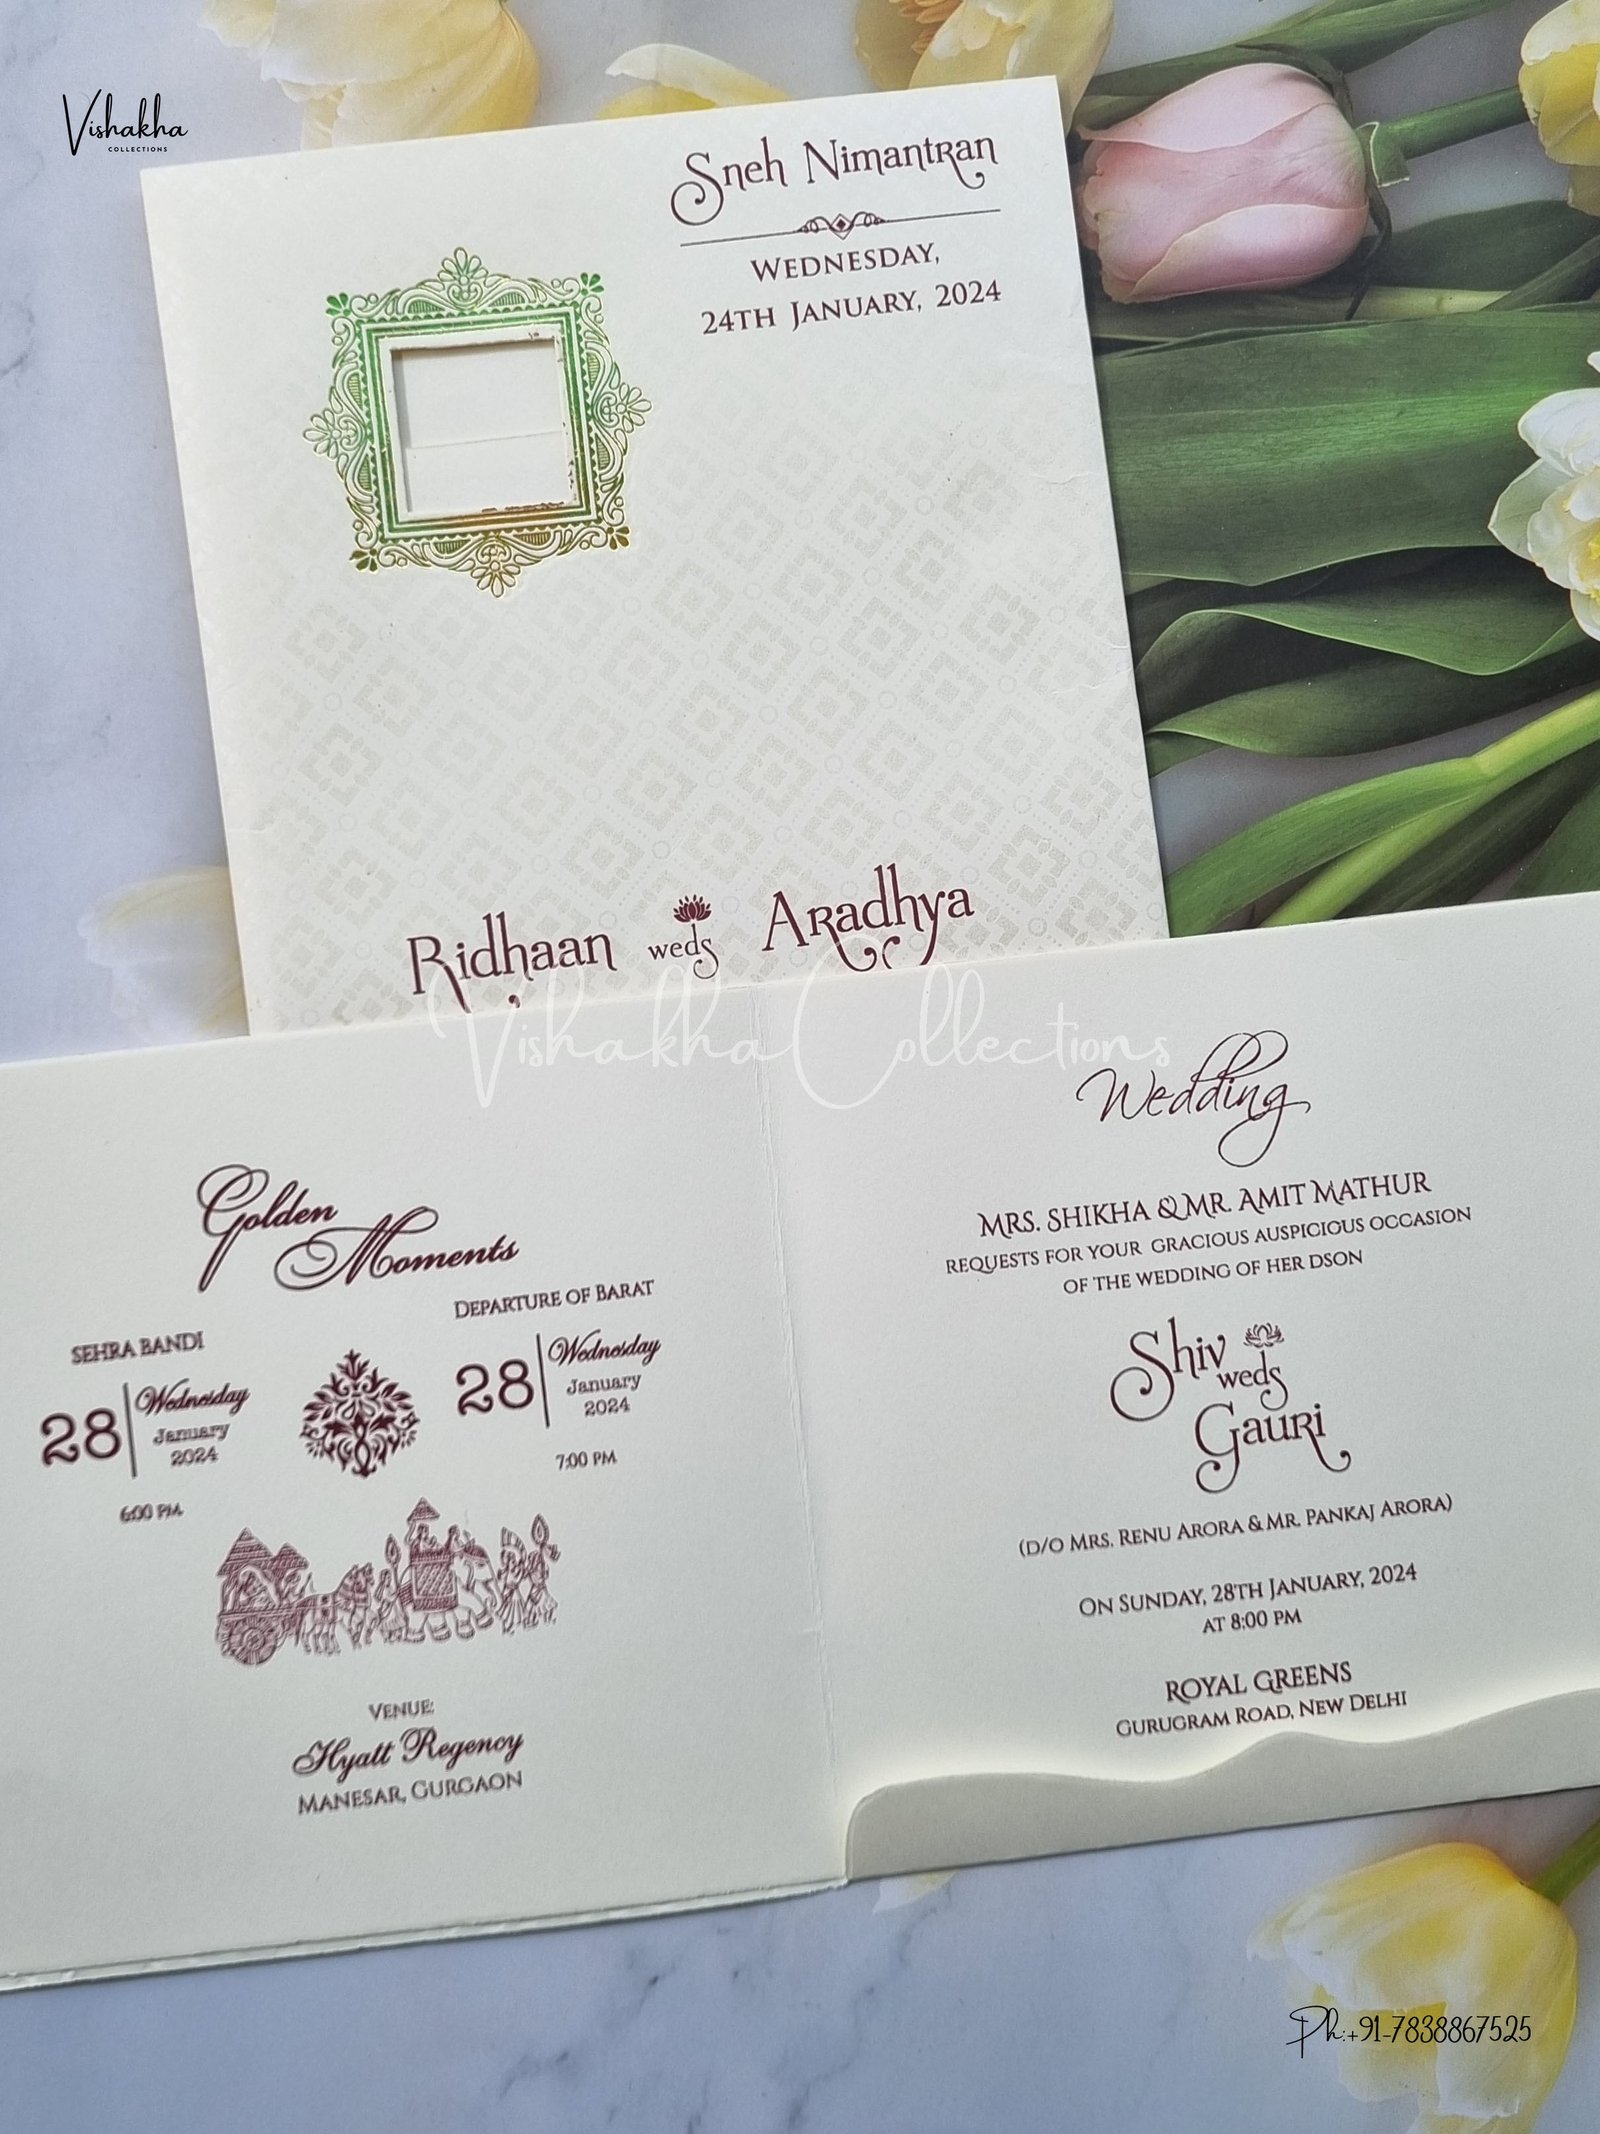 Vishakha
COLLECTIONS
Sneh Nimantran
WEDNESDAY,
24TH JANUARY, 2024
Ridhaan weds Aradhya
Vishakha Collections
Golden
Moments
SEHRA BANDI
28
Wednesday
January
2024
6:00 PM
DEPARTURE OF BARAT
28
Wednesday
January
2024
7:00 PM
VENUE:
Hyatt Regency
MANESAR, GURGAON
Wedding
MRS. SHIKHA & MR. AMIT MATHUR
REQUESTS FOR YOUR GRACIOUS AUSPICIOUS OCCASION
OF THE WEDDING OF HER DSON
Shiv
weds
Gauri
(D/O MRS. RENU ARORA & MR. PANKAJ ARORA)
ON SUNDAY, 28TH JANUARY, 2024
AT 8:00 PM
ROYAL GREENS
GURUGRAM ROAD, NEW DELHI
Ph:+91-7838867525